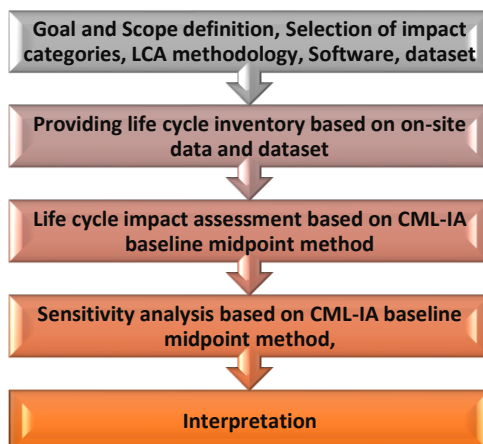 Goal and Scope definition, Selection of impact
categories, LCA methodology, Software, dataset
Providing life cycle inventory based on on-site
data and dataset
Life cycle impact assessment based on CML-IA
baseline midpoint method
Sensitivity analysis based on CML-IA baseline
midpoint method,
Interpretation